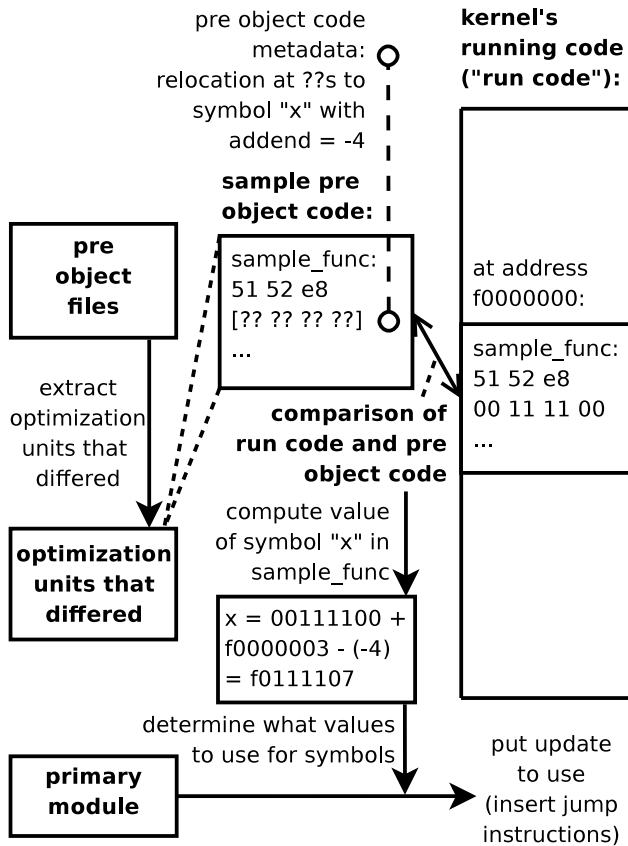 pre object code
metadata:
relocation at ??s to
symbol "x" with
addend = -4
kernel's
running code
("run code"):
sample pre
object code:
pre
object
files
sample_func:
51 52 e8
[?? ?? ?? ??]
...
at address
f0000000:
sample_func:
51 52 e8
00 11 11 00
...
extract
optimization
units that
differed
comparison of
run code and pre
object code
optimization
units that
differed
compute value
of symbol "x" in
sample_func
x = 00111100 +
f0000003 - (-4)
= f0111107
determine what values
to use for symbols
primary
module
put update
to use
(insert jump
instructions)